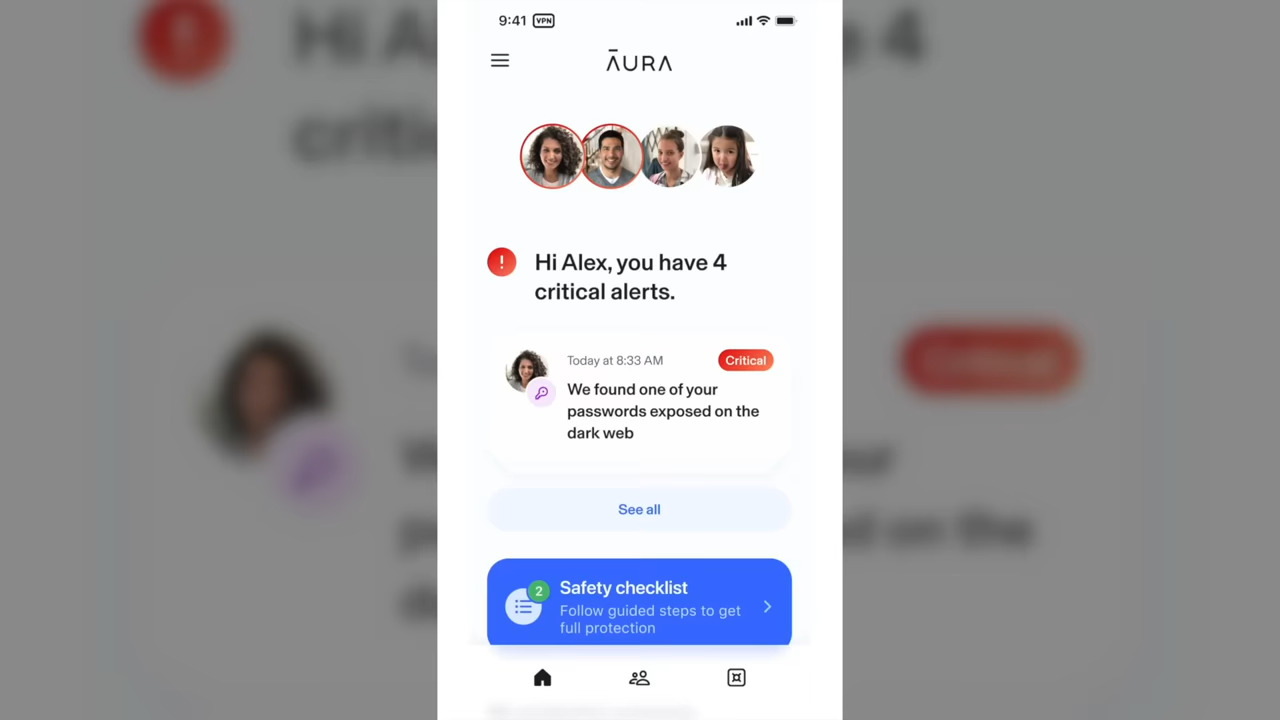 9:41 VPN
ĀURA
Hi Alex, you have 4
critical alerts.
Today at 8:33 AM
Critical
We found one of your
passwords exposed on the
dark web
See all
2
Safety checklist
Follow guided steps to get
full protection